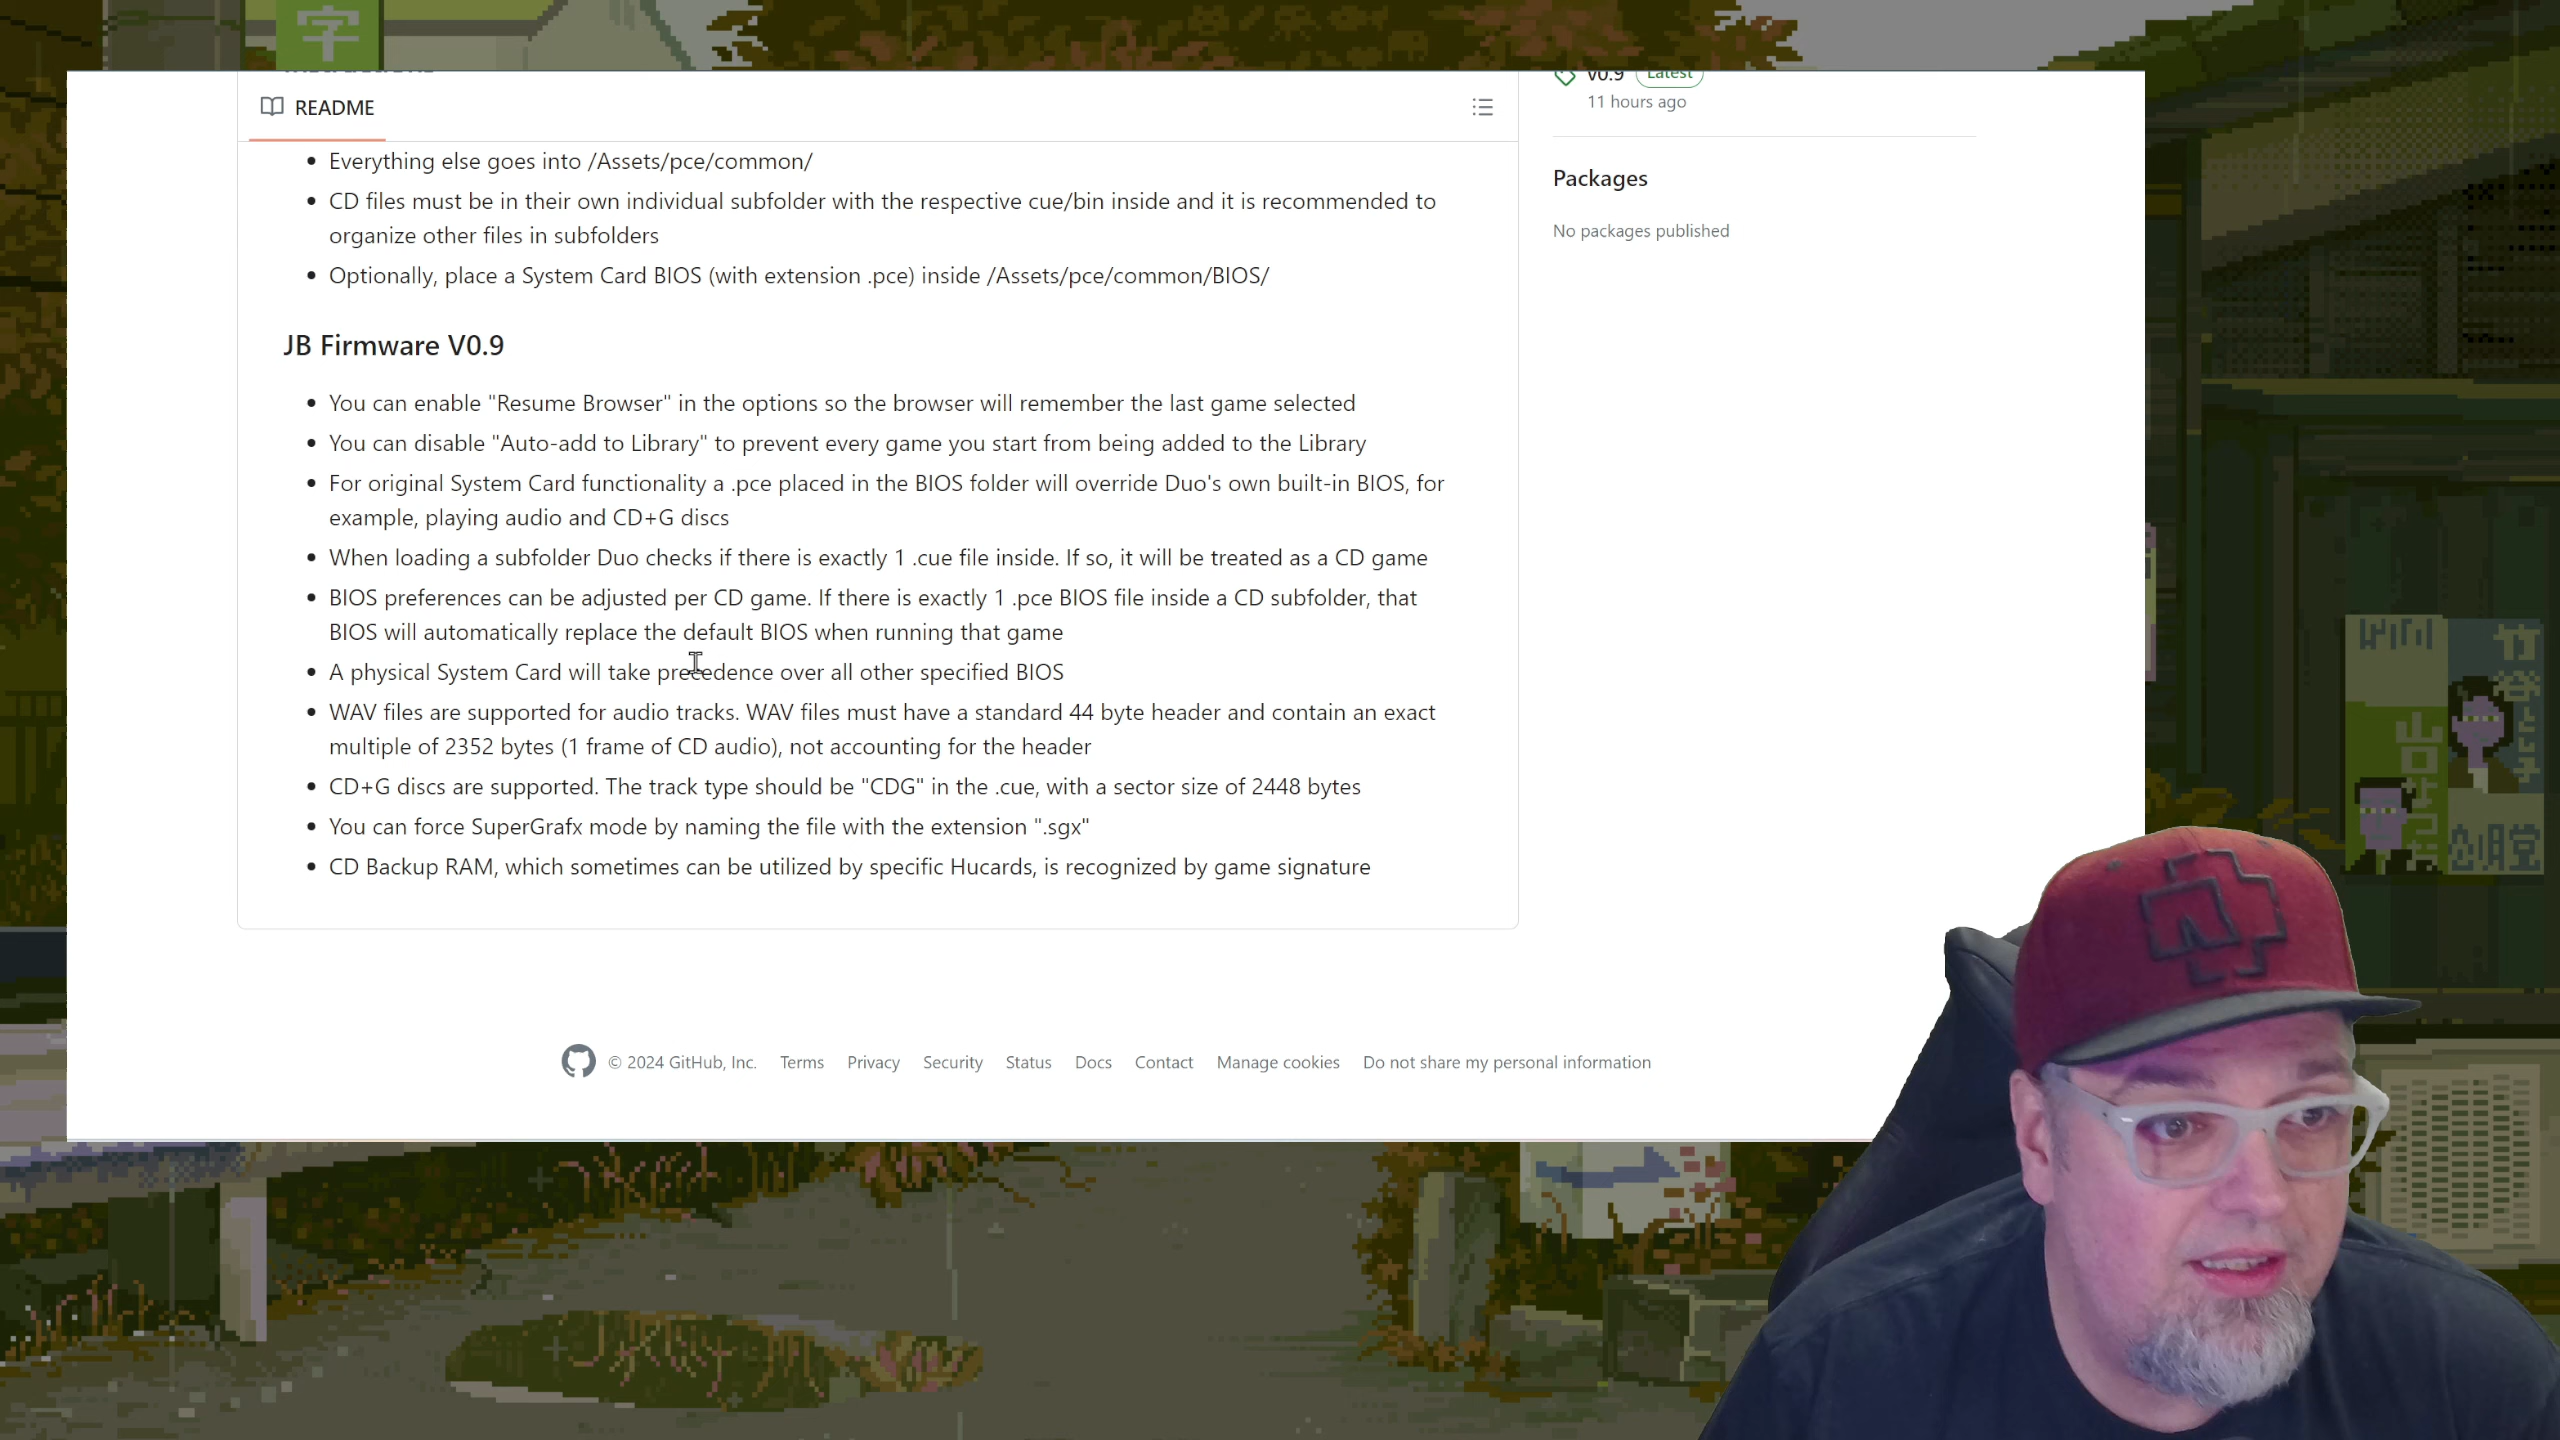 字
README
v0.9 Latest
11 hours ago
Everything else goes into /Assets/pce/common/
CD files must be in their own individual subfolder with the respective cue/bin inside and it is recommended to
organize other files in subfolders
Optionally, place a System Card BIOS (with extension .pce) inside /Assets/pce/common/BIOS/
Packages
No packages published
JB Firmware V0.9
You can enable "Resume Browser" in the options so the browser will remember the last game selected
You can disable "Auto-add to Library" to prevent every game you start from being added to the Library
For original System Card functionality a .pce placed in the BIOS folder will override Duo's own built-in BIOS, for
example, playing audio and CD+G discs
When loading a subfolder Duo checks if there is exactly 1 .cue file inside. If so, it will be treated as a CD game
BIOS preferences can be adjusted per CD game. If there is exactly 1 .pce BIOS file inside a CD subfolder, that
BIOS will automatically replace the default BIOS when running that game
A physical System Card will take precedence over all other specified BIOS
WAV files are supported for audio tracks. WAV files must have a standard 44 byte header and contain an exact
multiple of 2352 bytes (1 frame of CD audio), not accounting for the header
CD+G discs are supported. The track type should be "CDG" in the .cue, with a sector size of 2448 bytes
You can force SuperGrafx mode by naming the file with the extension ".sgx"
CD Backup RAM, which sometimes can be utilized by specific Hucards, is recognized by game signature
© 2024 GitHub, Inc. Terms Privacy Security Status Docs Contact Manage cookies Do not share my personal information